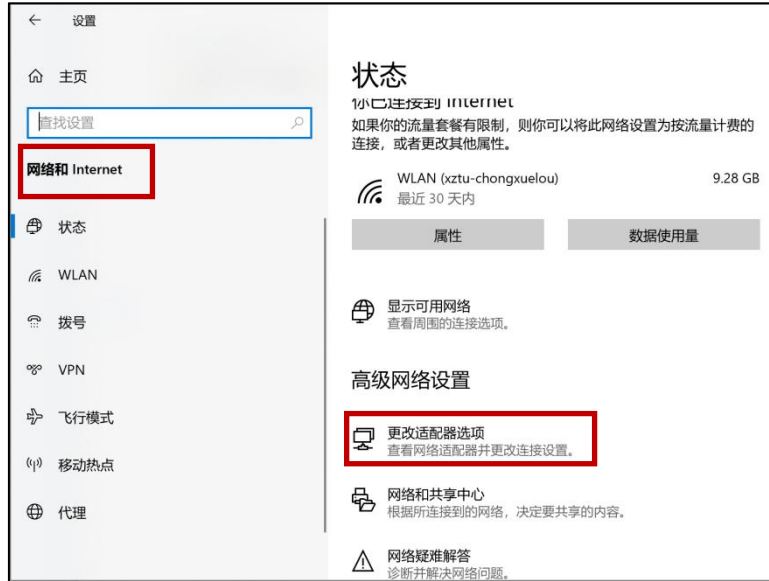 设置
主页
查找设置
网络和 Internet
状态
WLAN
拨号
VPN
飞行模式
移动热点
代理
状态
你已连接到 Internet
如果你的流量套餐有限制，则你可以将此网络设置为按流量计费的
连接，或者更改其他属性。
WLAN (xztu-chongxuelou)
9.28 GB
最近 30 天内
属性
数据使用量
显示可用网络
查看周围的连接选项。
高级网络设置
更改适配器选项
查看网络适配器并更改连接设置。
网络和共享中心
根据所连接到的网络，决定要共享的内容。
网络疑难解答
诊断并解决网络问题。